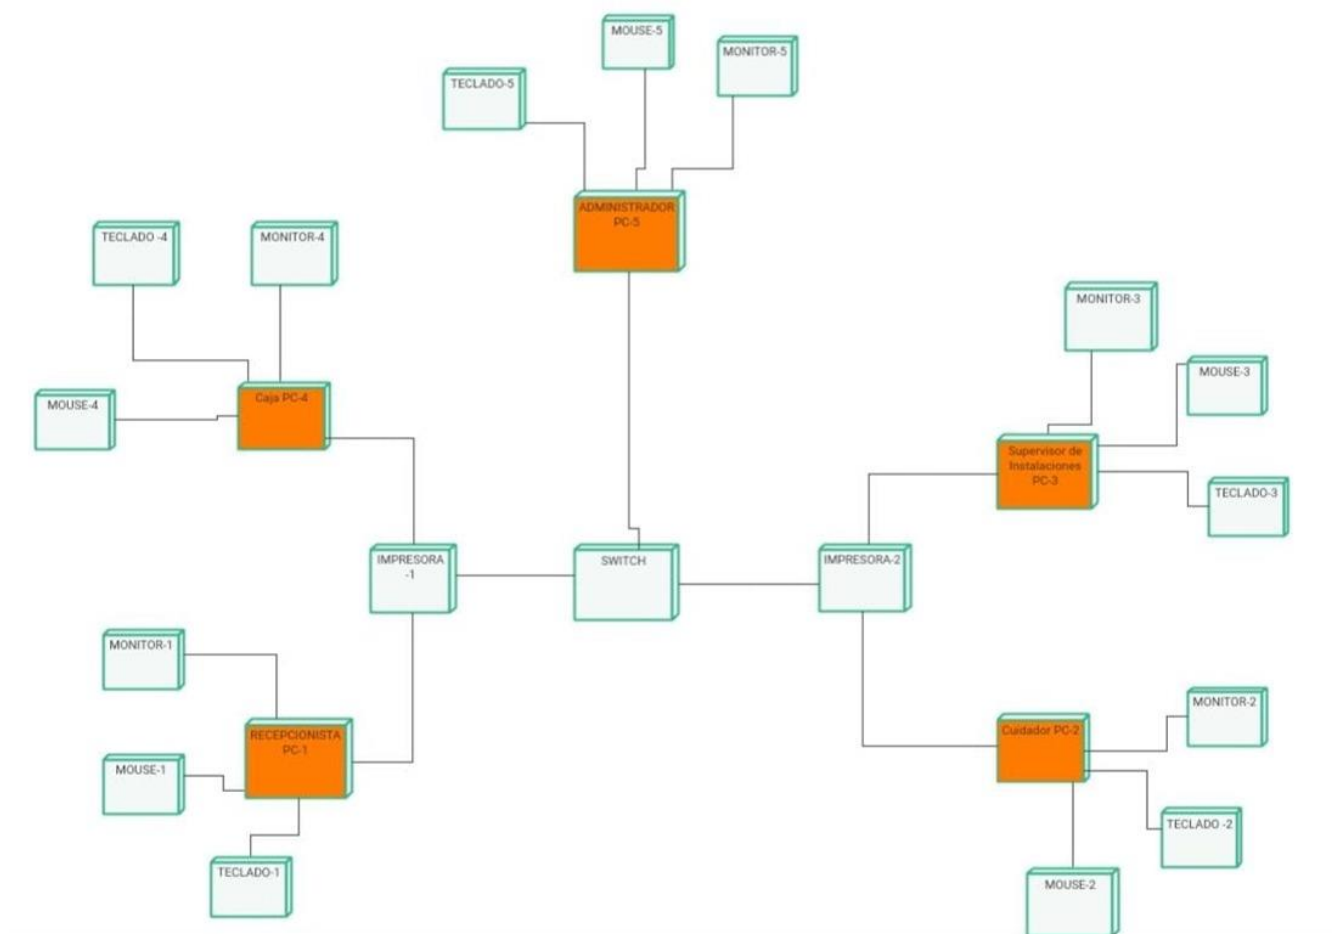 MOUSE-5
MONITOR-5
TECLADO-5
ADMINISTRADOR
PC-5
TECLADO -4
MONITOR-4
MONITOR-3
MOUSE-3
Caja PC-4
MOUSE-4
Supervisor de
Instalaciones
PC-3
TECLADO-3
IMPRESORA
-1
SWITCH
IMPRESORA-2
MONITOR-1
MONITOR-2
RECEPCIONISTA
PC-1
Cuidador PC-2
MOUSE-1
TECLADO -2
TECLADO-1
MOUSE-2